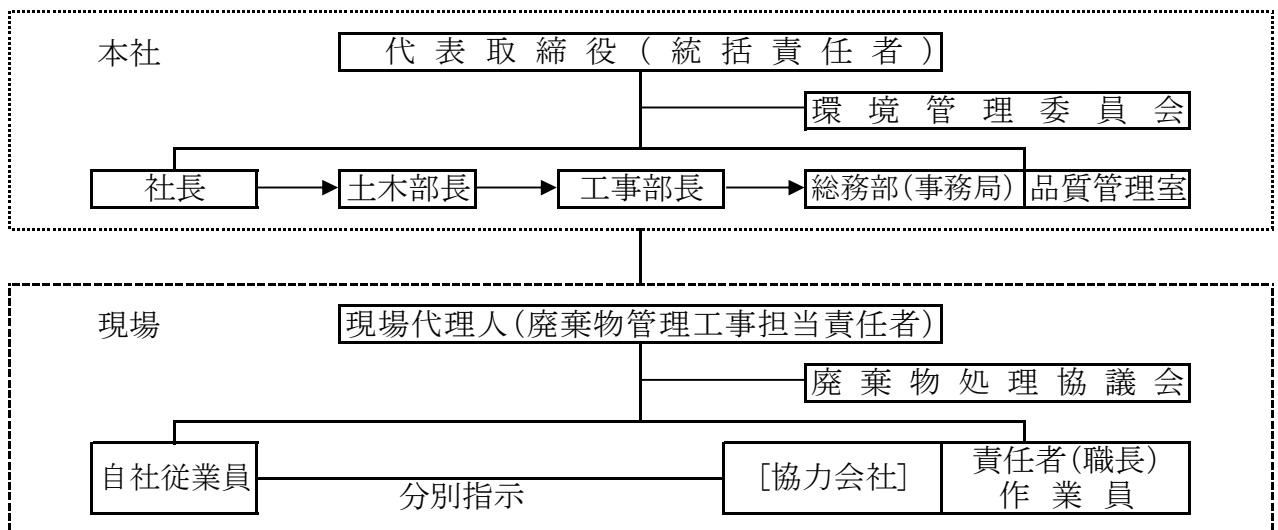 本社
代表取締役(統括責任者)
環境管理委員会
社長 土木部長 工事部長 総務部(事務局) 品質管理室
現場
現場代理人(廃棄物管理工事担当責任者)
廃棄物処理協議会
自社従業員
分別指示
[協力会社]
責任者(職長)
作業員